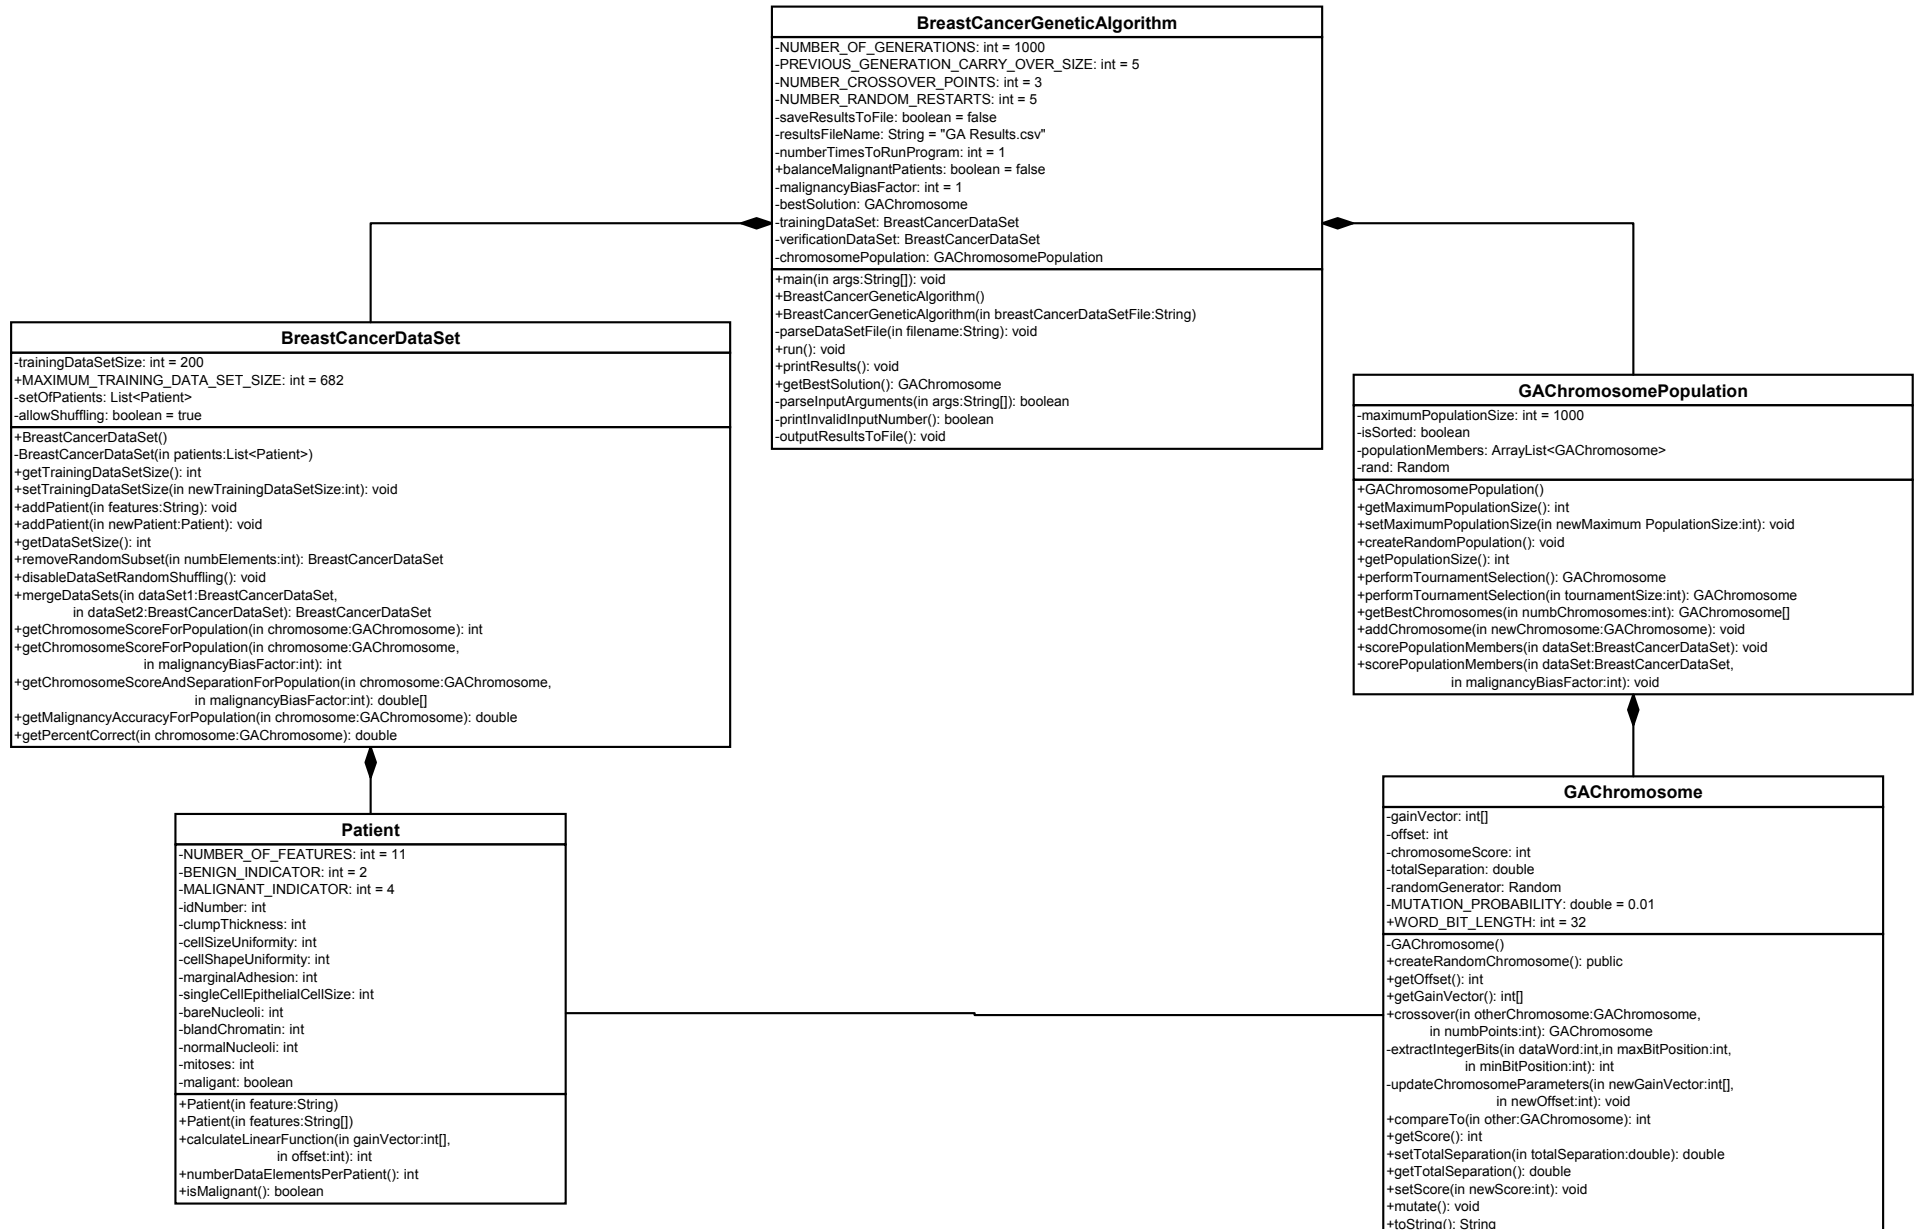 BreastCancerGeneticAlgorithm
-NUMBER_OF_GENERATIONS: int = 1000
-PREVIOUS_GENERATION_CARRY_OVER_SIZE: int = 5
-NUMBER_CROSSOVER_POINTS: int = 3
-NUMBER_RANDOM_RESTARTS: int = 5
-saveResultsToFile: boolean = false
-resultsFileName: String = "GA Results.csv"
-numberTimesToRunProgram: int = 1
+balanceMalignantPatients: boolean = false
-malignancyBiasFactor: int = 1
-bestSolution: GAChromosome
-trainingDataSet: BreastCancerDataSet
-verificationDataSet: BreastCancerDataSet
-chromosomePopulation: GAChromosomePopulation
+main(in args:String[]): void
+BreastCancerGeneticAlgorithm()
+BreastCancerGeneticAlgorithm(in breastCancerDataSetFile:String)
-parseDataSetFile(in filename:String): void
+run(): void
+printResults(): void
+getBestSolution(): GAChromosome
-parseInputArguments(in args:String[]): boolean
-printInvalidInputNumber(): boolean
-outputResultsToFile(): void
BreastCancerDataSet
-trainingDataSetSize: int = 200
+MAXIMUM_TRAINING_DATA_SET_SIZE: int = 682
-setOfPatients: List<Patient>
-allowShuffling: boolean = true
+BreastCancerDataSet()
-BreastCancerDataSet(in patients:List<Patient>)
+getTrainingDataSetSize(): int
+setTrainingDataSetSize(in newTrainingDataSetSize:int): void
+addPatient(in features:String): void
+addPatient(in newPatient:Patient): void
+getDataSetSize(): int
+removeRandomSubset(in numbElements:int): BreastCancerDataSet
+disableDataSetRandomShuffling(): void
+mergeDataSets(in dataSet1:BreastCancerDataSet,
in dataSet2:BreastCancerDataSet): BreastCancerDataSet
+getChromosomeScoreForPopulation(in chromosome:GAChromosome): int
+getChromosomeScoreForPopulation(in chromosome:GAChromosome,
in malignancyBiasFactor:int): int
+getChromosomeScoreAndSeparationForPopulation(in chromosome:GAChromosome,
in malignancyBiasFactor:int): double[]
+getMalignancyAccuracyForPopulation(in chromosome:GAChromosome): double
+getPercentCorrect(in chromosome:GAChromosome): double
GAChromosomePopulation
-maximumPopulationSize: int = 1000
-isSorted: boolean
-populationMembers: ArrayList<GAChromosome>
-rand: Random
+GAChromosomePopulation()
+getMaximumPopulationSize(): int
+setMaximumPopulationSize(in newMaximum PopulationSize:int): void
+createRandomPopulation(): void
+getPopulationSize(): int
+performTournamentSelection(): GAChromosome
+performTournamentSelection(in tournamentSize:int): GAChromosome
+getBestChromosomes(in numbChromosomes:int): GAChromosome[]
+addChromosome(in newChromosome:GAChromosome): void
+scorePopulationMembers(in dataSet:BreastCancerDataSet): void
+scorePopulationMembers(in dataSet:BreastCancerDataSet,
in malignancyBiasFactor:int): void
Patient
-NUMBER_OF_FEATURES: int = 11
-BENIGN_INDICATOR: int = 2
-MALIGNANT_INDICATOR: int = 4
-idNumber: int
-clumpThickness: int
-cellSizeUniformity: int
-cellShapeUniformity: int
-marginalAdhesion: int
-singleCellEpithelialCellSize: int
-bareNucleoli: int
-blandChromatin: int
-normalNucleoli: int
-mitoses: int
-maligant: boolean
+Patient(in feature:String)
+Patient(in features:String[])
+calculateLinearFunction(in gainVector:int[],
in offset:int): int
+numberDataElementsPerPatient(): int
+isMalignant(): boolean
GAChromosome
-gainVector: int[]
-offset: int
-chromosomeScore: int
-totalSeparation: double
-randomGenerator: Random
-MUTATION_PROBABILITY: double = 0.01
+WORD_BIT_LENGTH: int = 32
-GAChromosome()
+createRandomChromosome(): public
+getOffset(): int
+getGainVector(): int[]
+crossover(in otherChromosome:GAChromosome,
in numbPoints:int): GAChromosome
-extractIntegerBits(in dataWord:int,in maxBitPosition:int,
in minBitPosition:int): int
-updateChromosomeParameters(in newGainVector:int[],
in newOffset:int): void
+compareTo(in other:GAChromosome): int
+getScore(): int
+setTotalSeparation(in totalSeparation:double): double
+getTotalSeparation(): double
+setScore(in newScore:int): void
+mutate(): void
+toString(): String